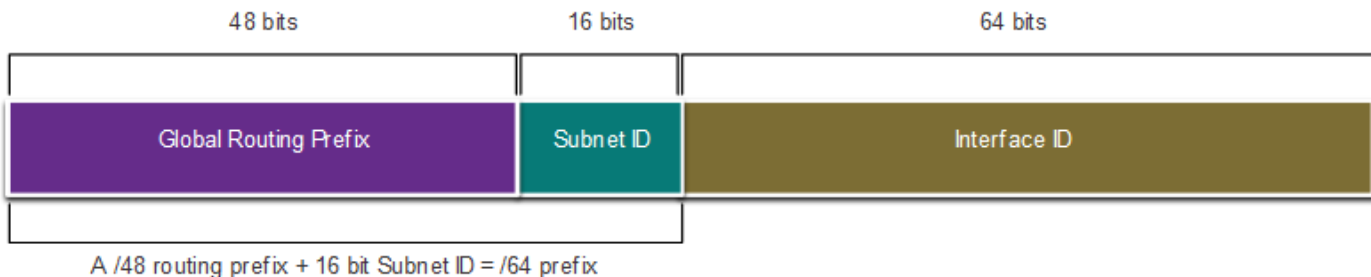 48 bits 16 bits 64 bits
Global Routing Prefix Subnet ID Interface ID
A /48 routing prefix + 16 bit Subnet ID = /64 prefix